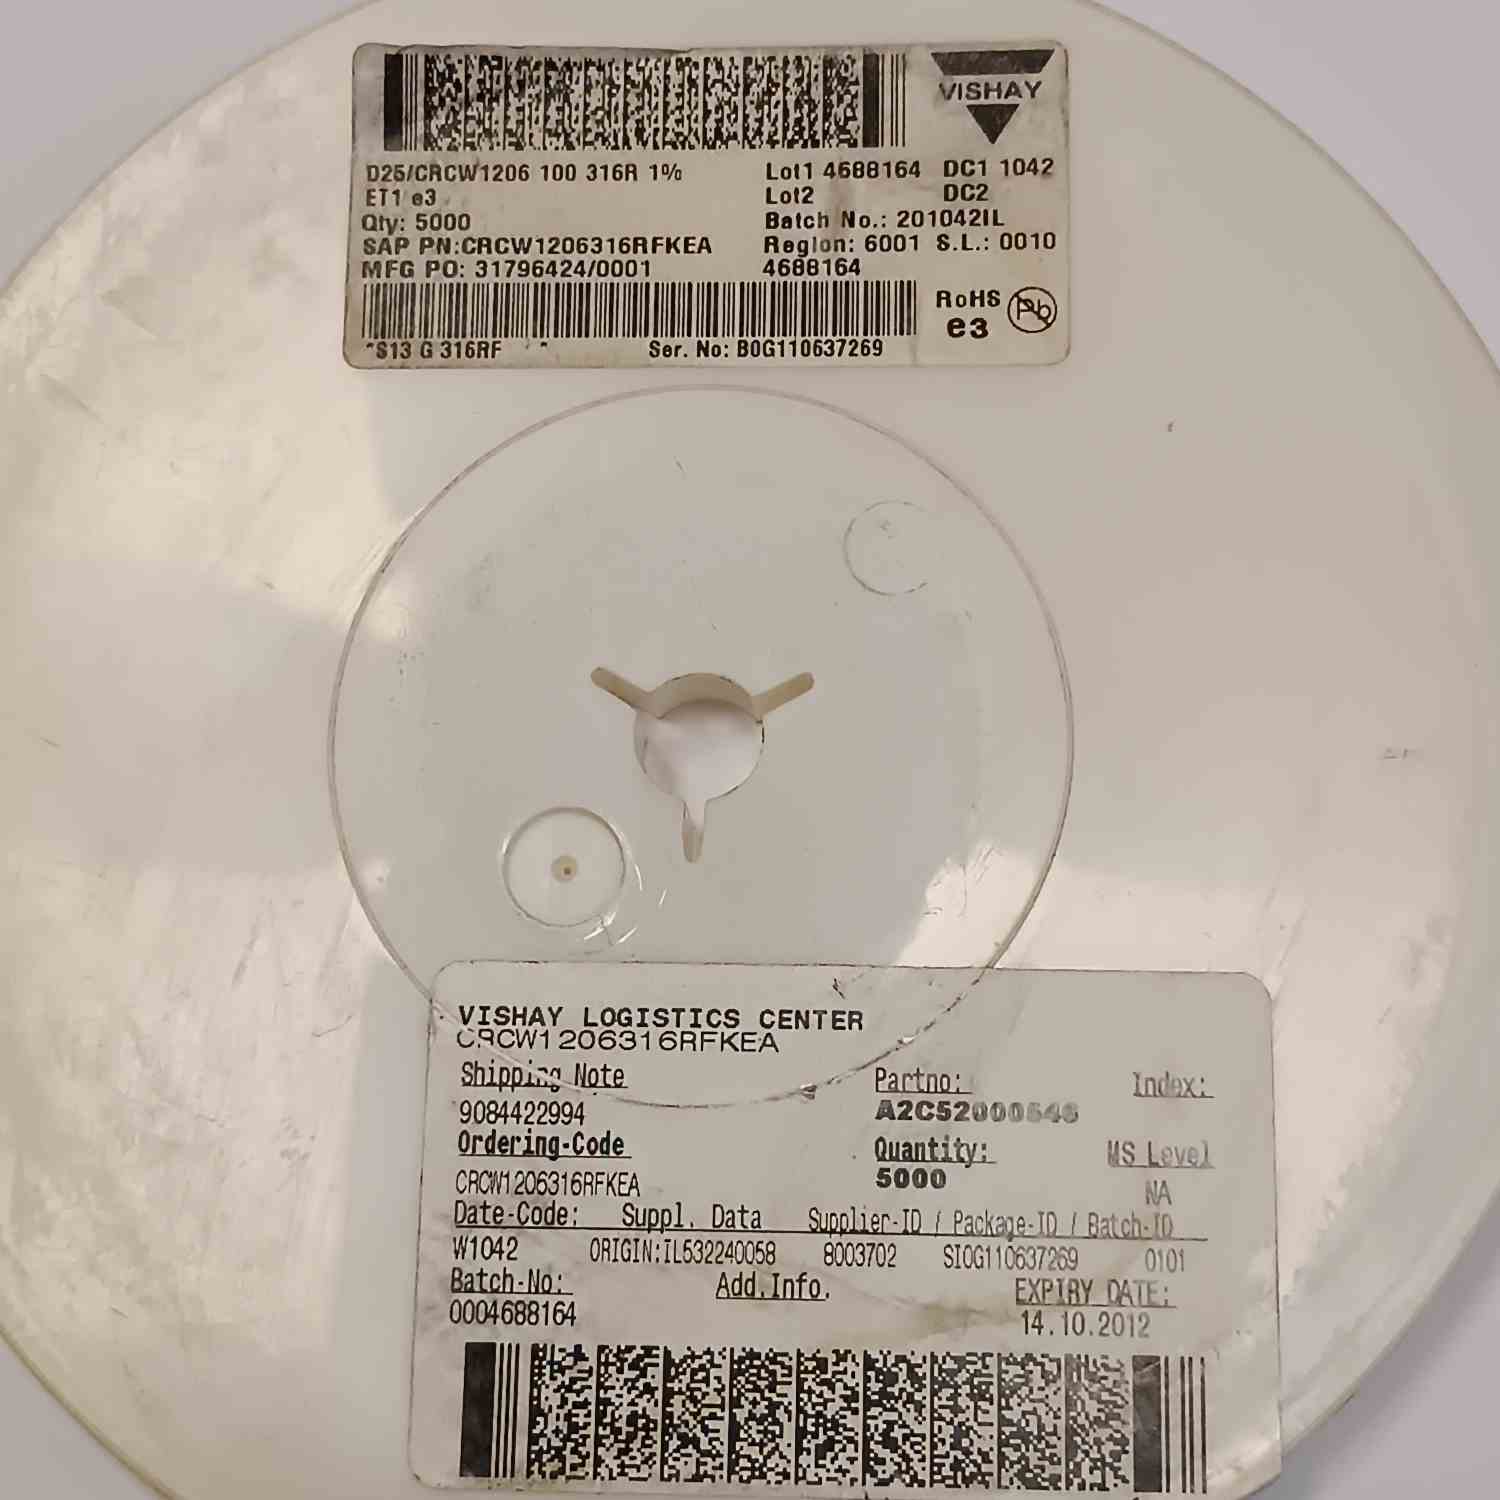 VISHAY
D25/CRCW1206 100 316R 1%
ET1 e3
Qty: 5000
SAP PN:CRCW1206316RFKEA
MFG PO: 31796424/0001
Lot1 4688164 DC1 1042
Lot2 DC2
Batch No.: 201042IL
Region: 6001 S.L.: 0010
4688164
RoHS
e3
Pb
"S13 G 316RF "
Ser. No: B0G110637269
VISHAY LOGISTICS CENTER
CRCW1206316RFKEA
Shipping Note
9084422994
Partno:
Index:
Ordering-Code
CRCW1206316RFKEA
Quantity:
5000
MS Level
NA
Date-Code: Suppl. Data Supplier-ID / Package-ID / Batch-ID
W1042 ORIGIN:IL532240058 8003702 SI0G110637269 0101
Batch-No: Add.Info. EXPIRY DATE:
0004688164 14.10.2012